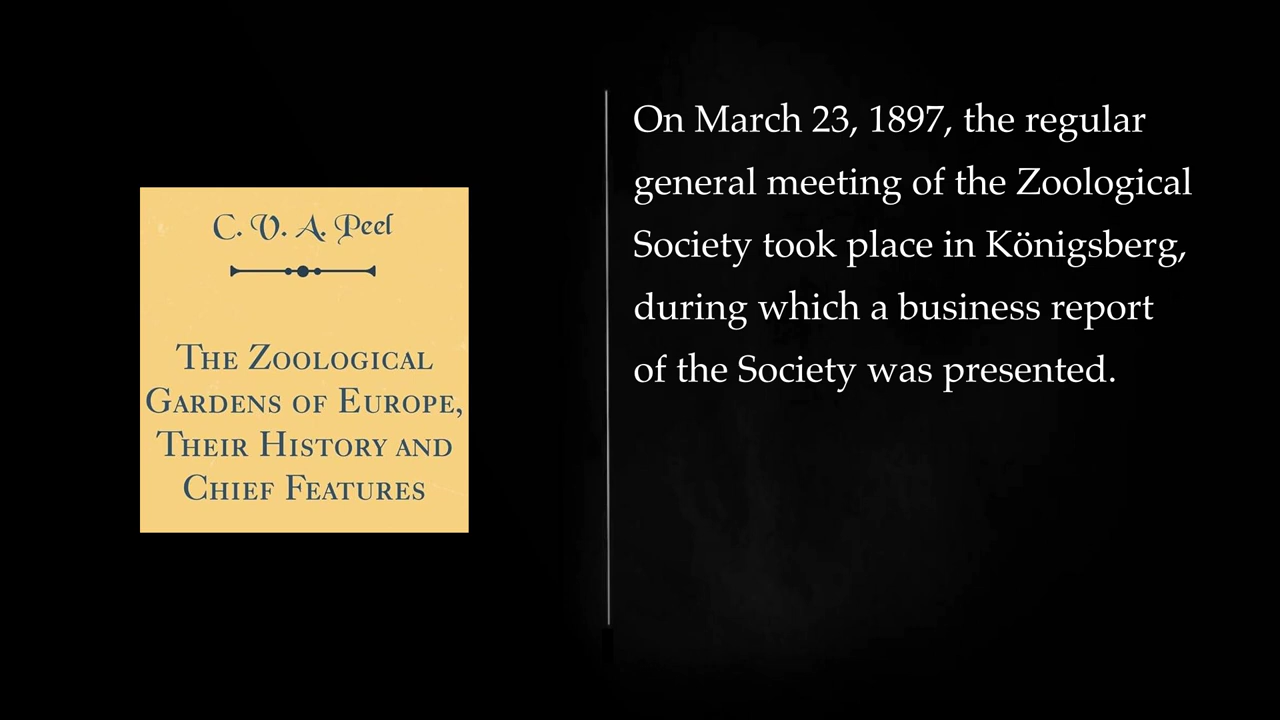 C. V. A. Peel
The Zoological
Gardens of Europe,
Their History and
Chief Features
On March 23, 1897, the regular
general meeting of the Zoological
Society took place in Königsberg,
during which a business report
of the Society was presented.